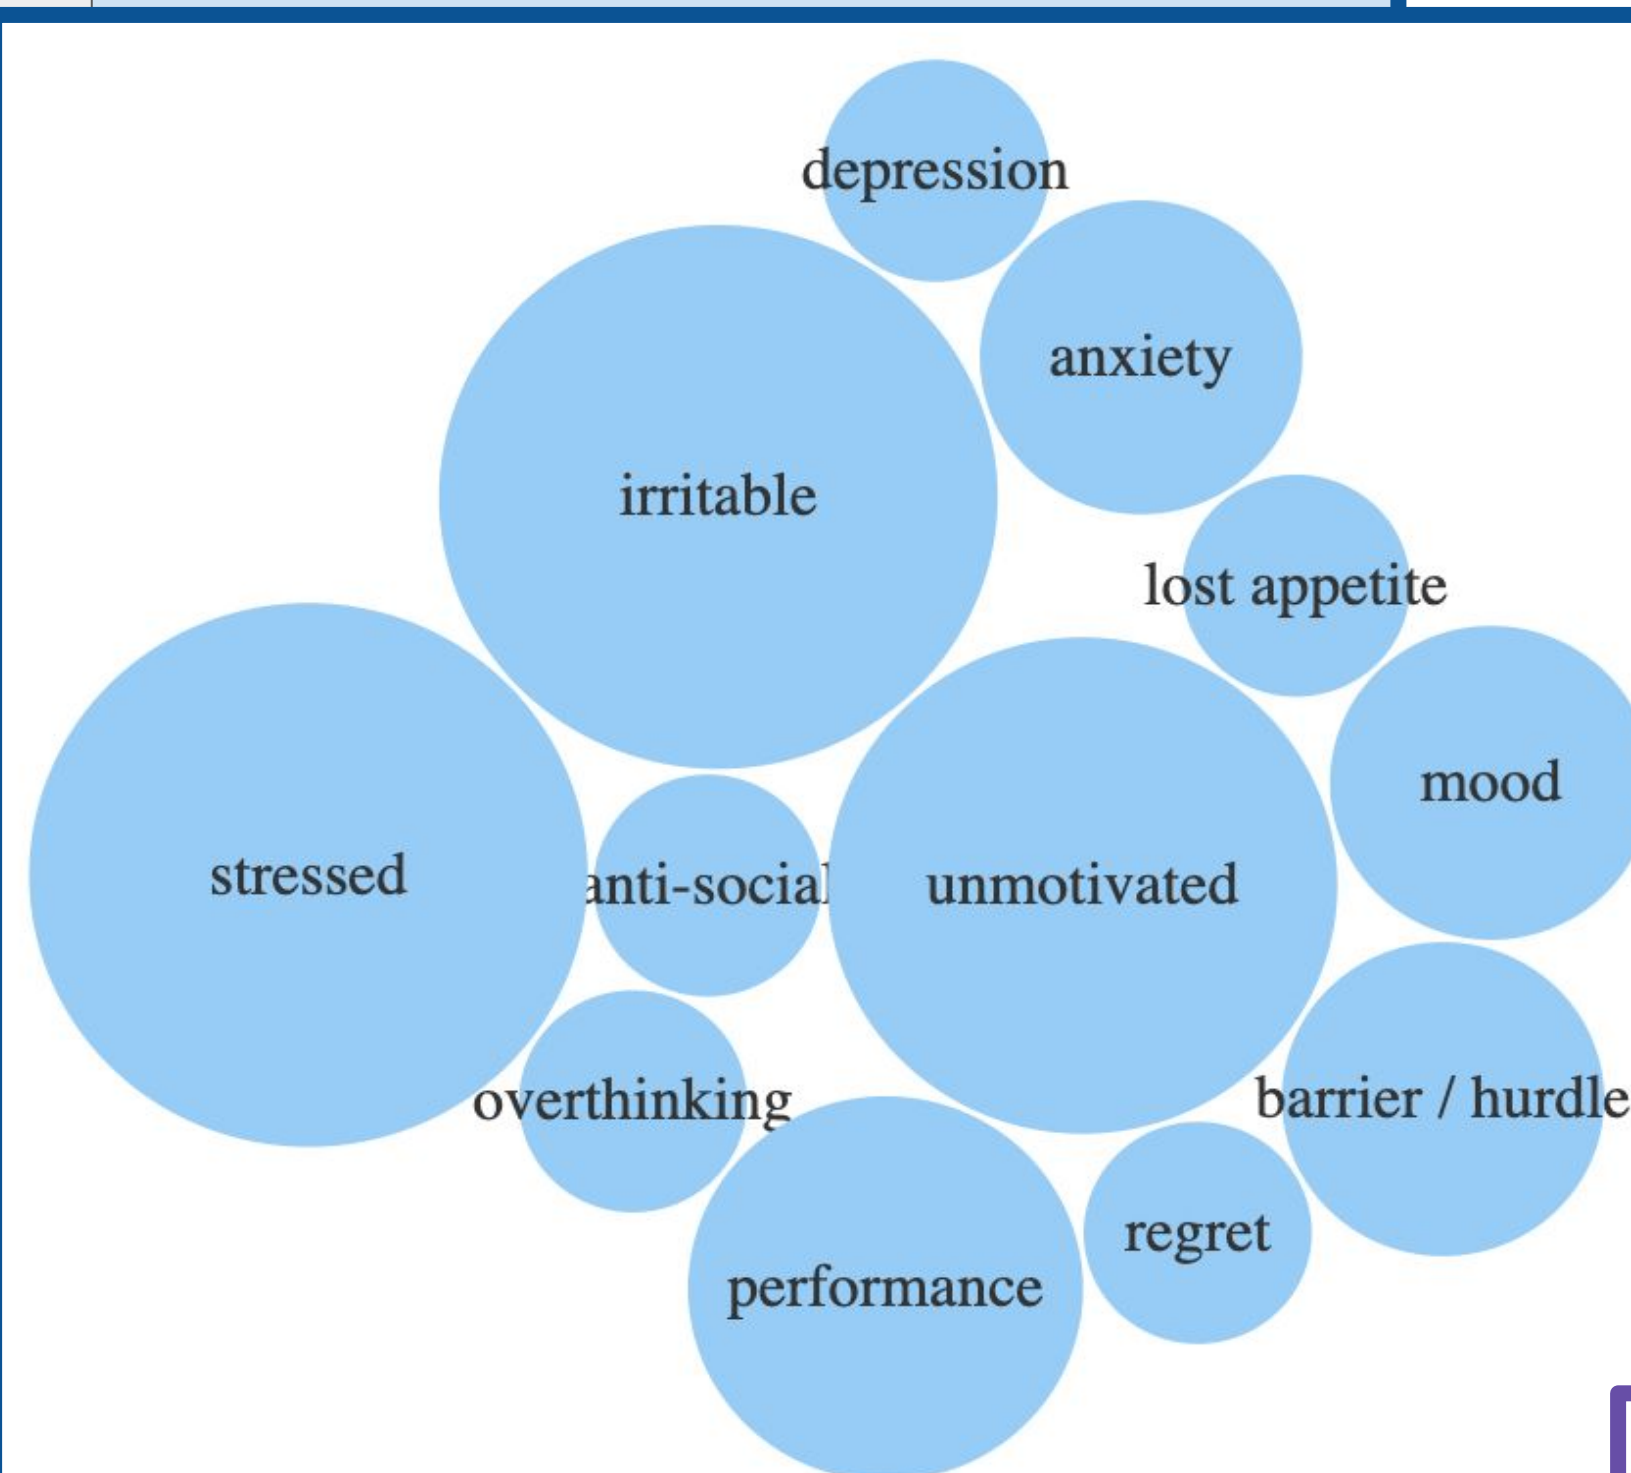 depression
anxiety
irritable
lost appetite
mood
stressed
anti-social
unmotivated
overthinking
barrier / hurdle
regret
performance